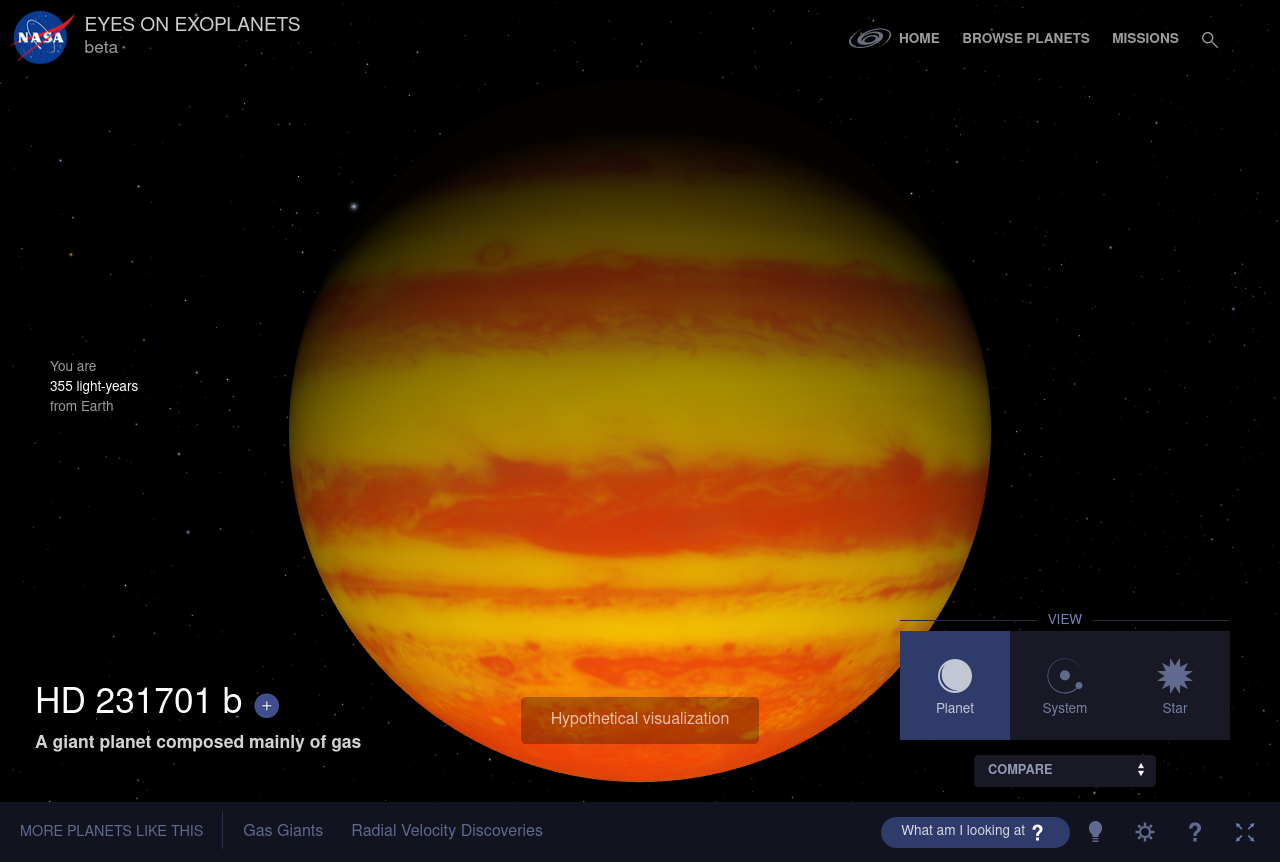 NASA
EYES ON EXOPLANETS
beta
HOME
BROWSE PLANETS
MISSIONS
You are
355 light-years
from Earth
VIEW
Planet
System
Star
HD 231701 b +
A giant planet composed mainly of gas
Hypothetical visualization
COMPARE
MORE PLANETS LIKE THIS
Gas Giants
Radial Velocity Discoveries
What am I looking at ?
?